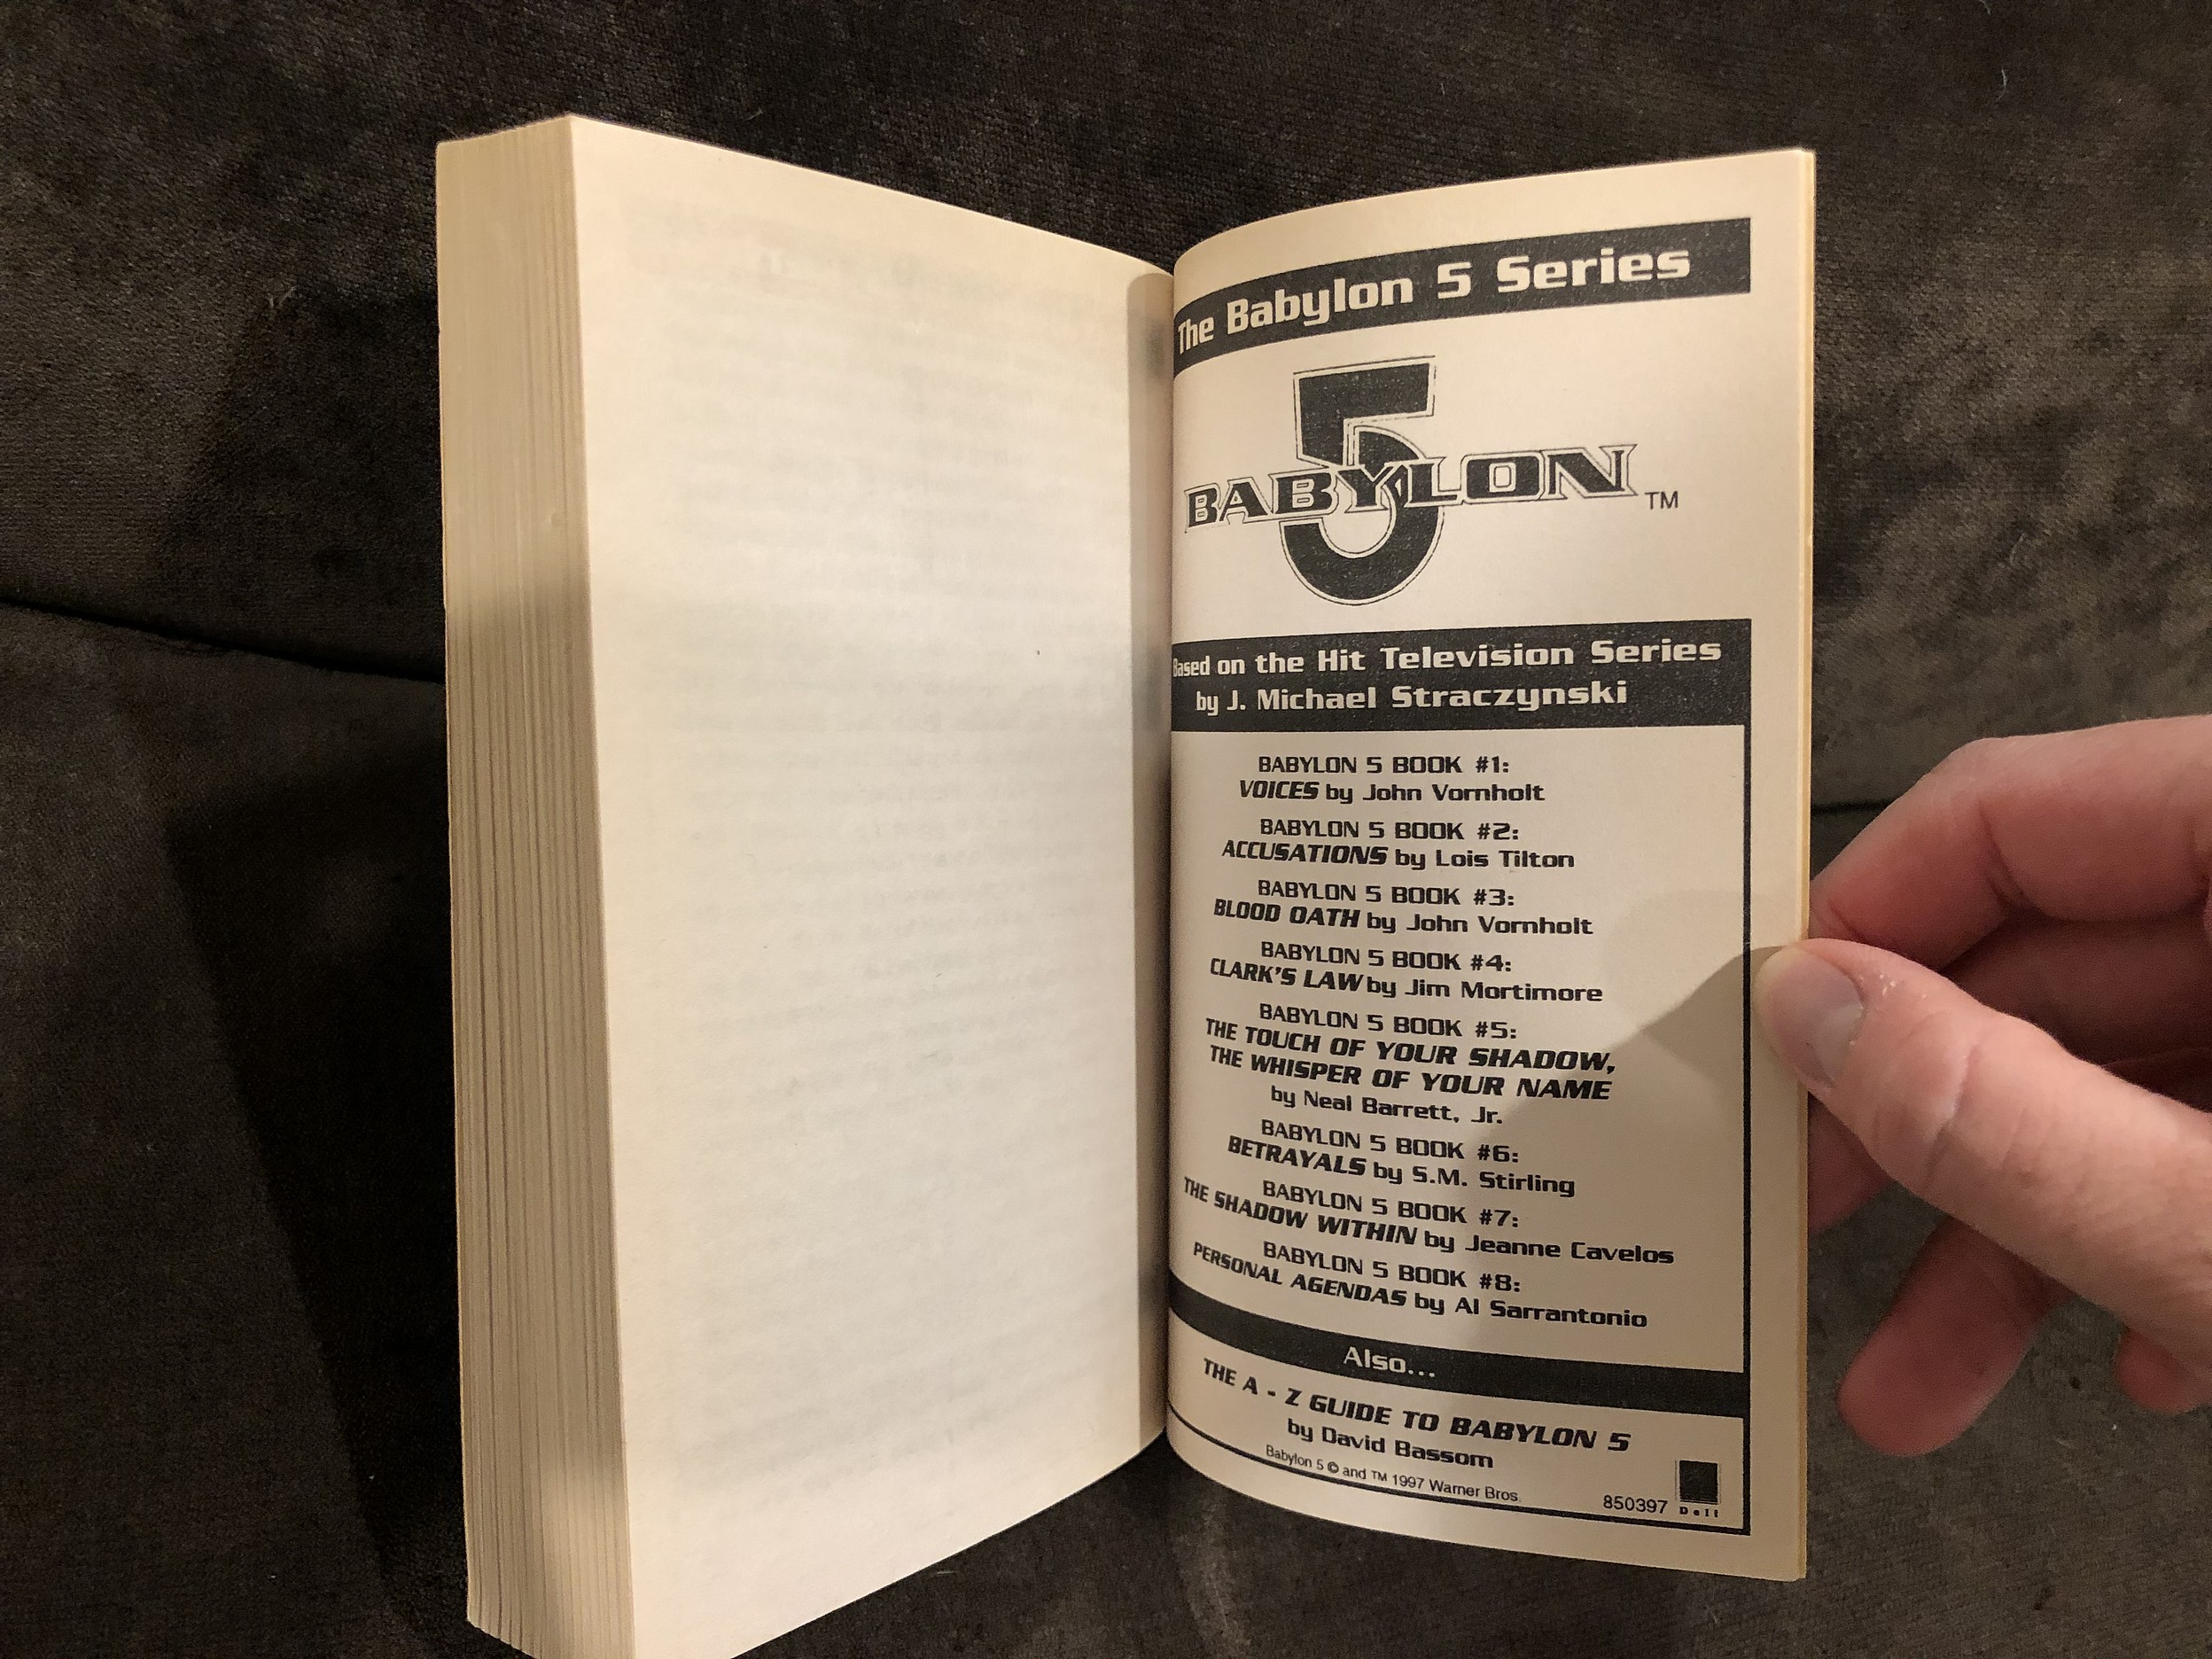 The Babylon 5 Series
5
BABYLON TM
Based on the Hit Television Series
by J. Michael Straczynski
BABYLON 5 BOOK #1:
VOICES by John Vornholt
BABYLON 5 BOOK #2:
ACCUSATIONS by Lois Tilton
BABYLON 5 BOOK #3:
BLOOD OATH by John Vornholt
BABYLON 5 BOOK #4:
CLARK'S LAW by Jim Mortimore
BABYLON 5 BOOK #5:
THE TOUCH OF YOUR SHADOW,
THE WHISPER OF YOUR NAME
by Neal Barrett, Jr.
BABYLON 5 BOOK #6:
BETRAYALS by S.M. Stirling
BABYLON 5 BOOK #7:
THE SHADOW WITHIN by Jeanne Cavelos
BABYLON 5 BOOK #8:
PERSONAL AGENDAS by Al Sarrantonio
Also...
THE A - Z GUIDE TO BABYLON 5
by David Bassom
Babylon 5 © and TM 1997 Warner Bros.
850397 Dell